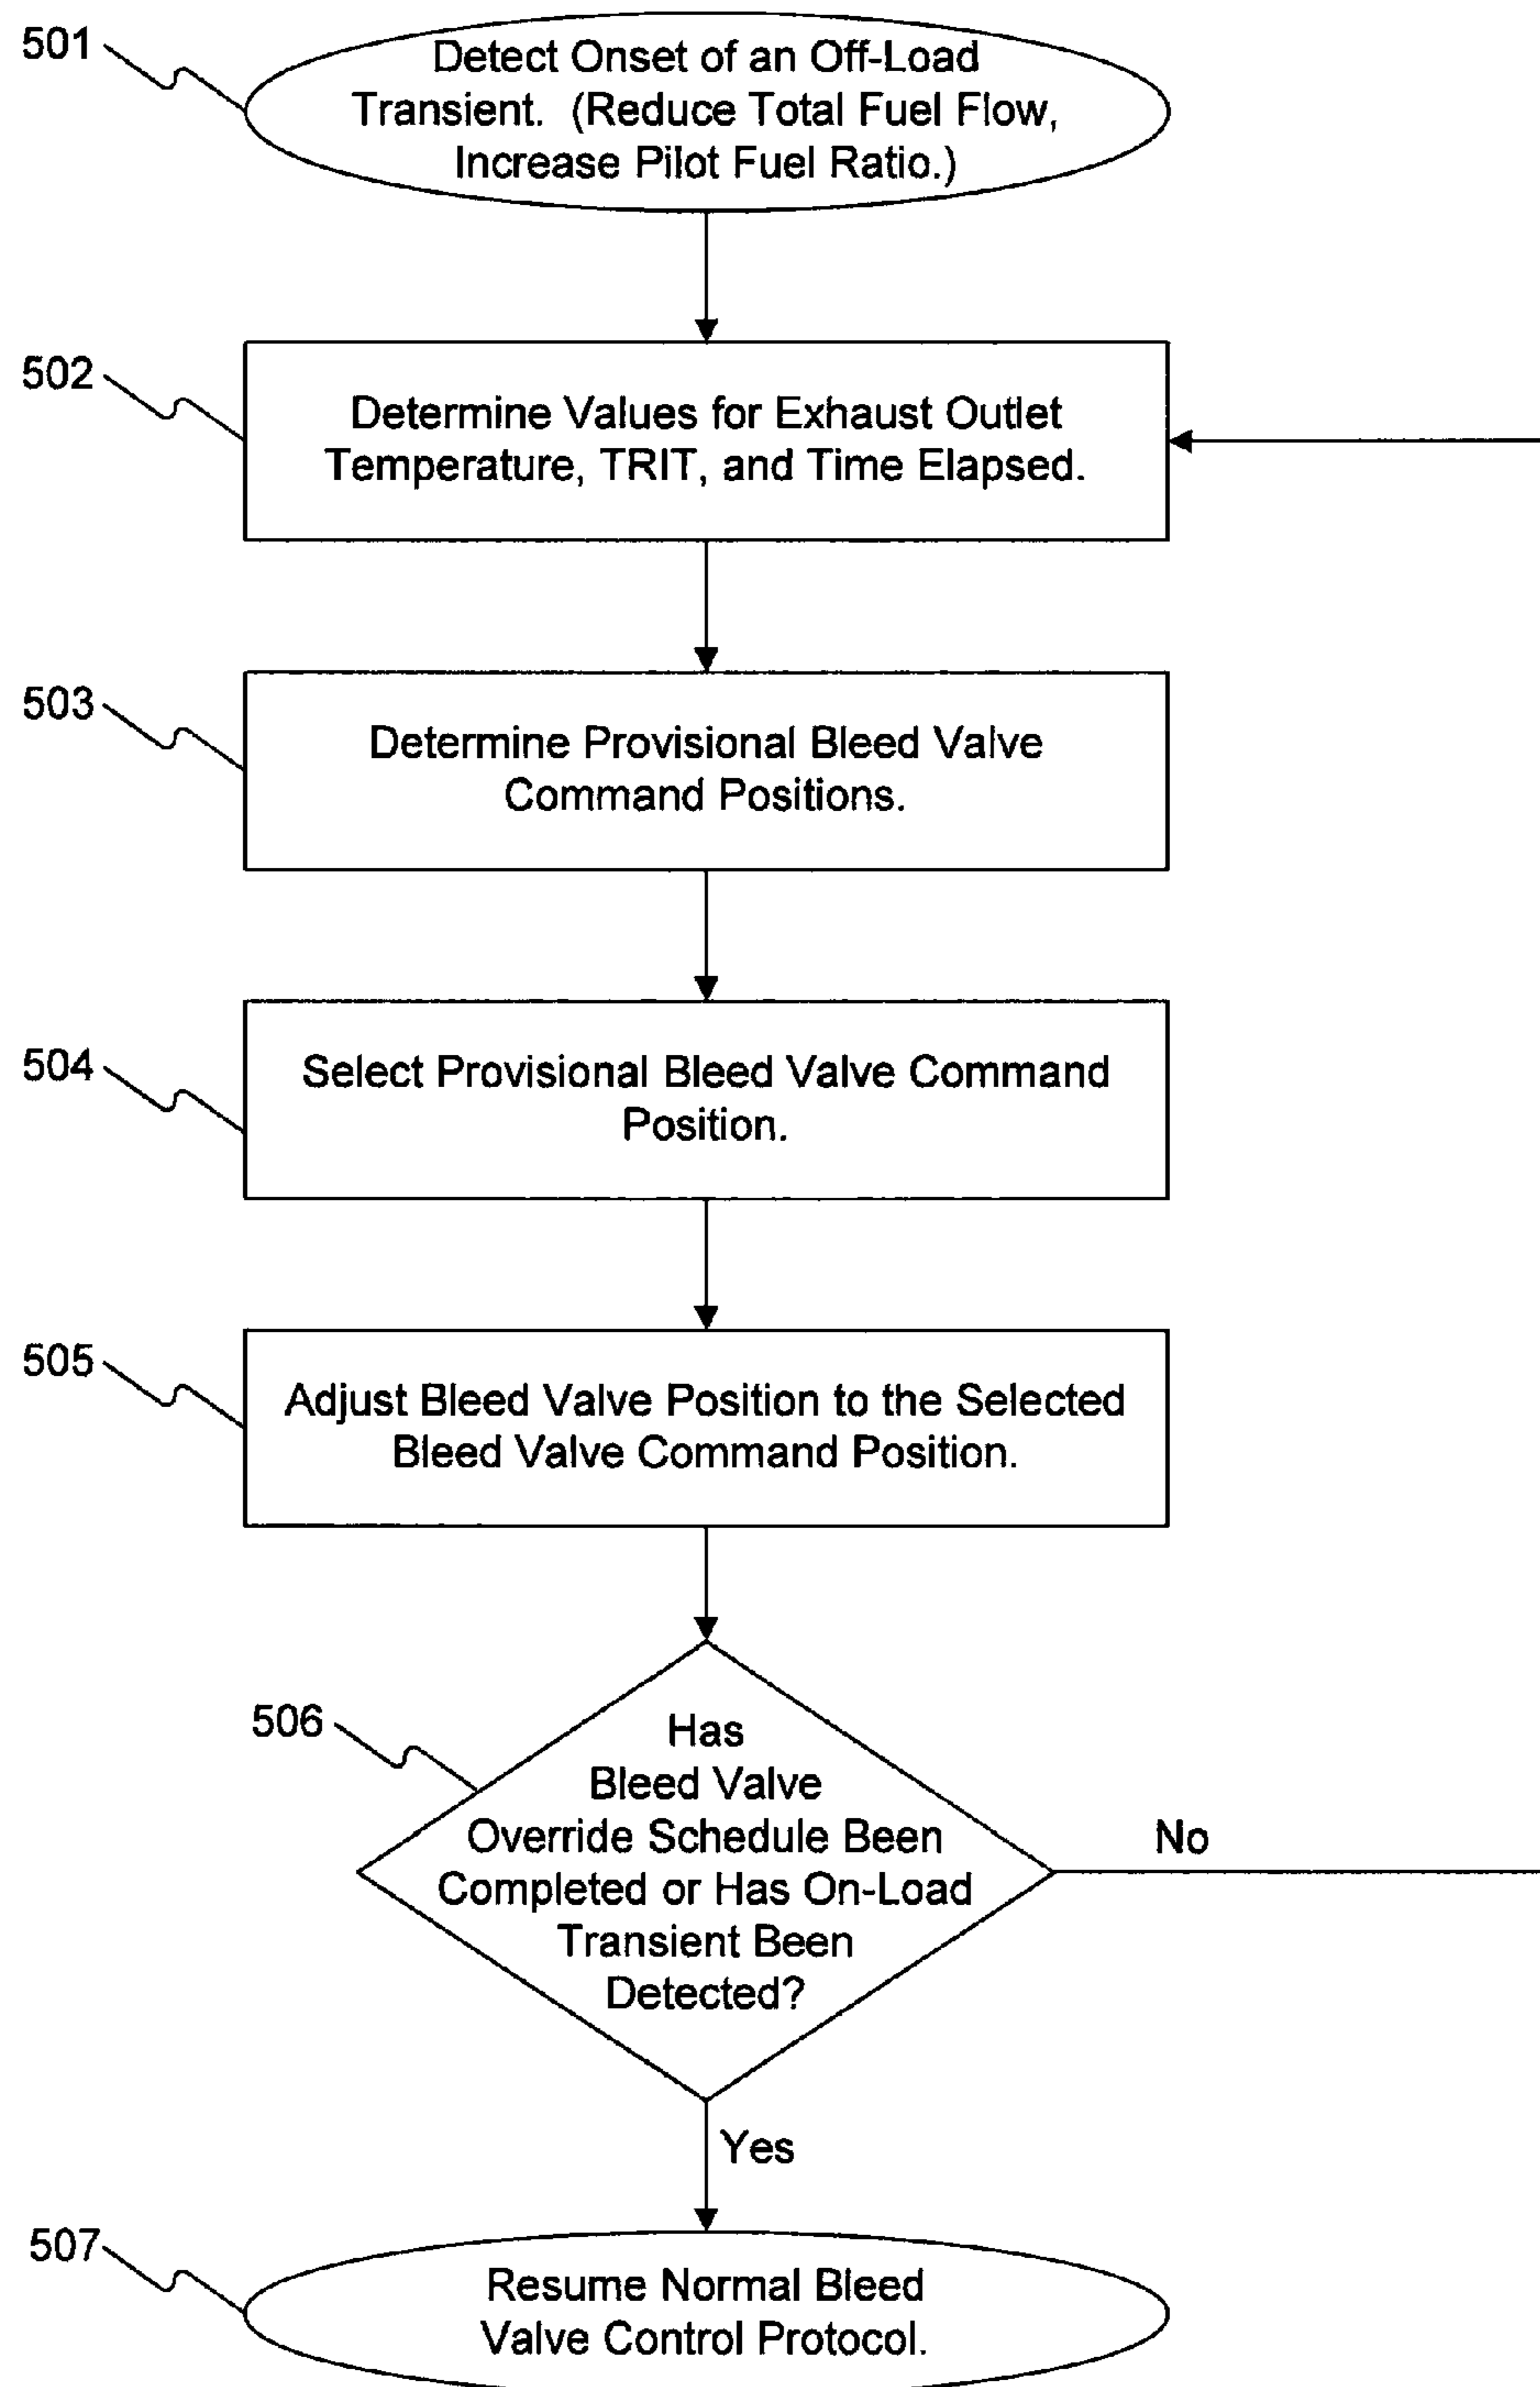 501
Detect Onset of an Off-Load
Transient. (Reduce Total Fuel Flow,
Increase Pilot Fuel Ratio.)
502
Determine Values for Exhaust Outlet
Temperature, TRIT, and Time Elapsed.
503
Determine Provisional Bleed Valve
Command Positions.
504
Select Provisional Bleed Valve Command
Position.
505
Adjust Bleed Valve Position to the Selected
Bleed Valve Command Position.
506
Has
Bleed Valve
Override Schedule Been
Completed or Has On-Load
Transient Been
Detected?
No
Yes
507
Resume Normal Bleed
Valve Control Protocol.